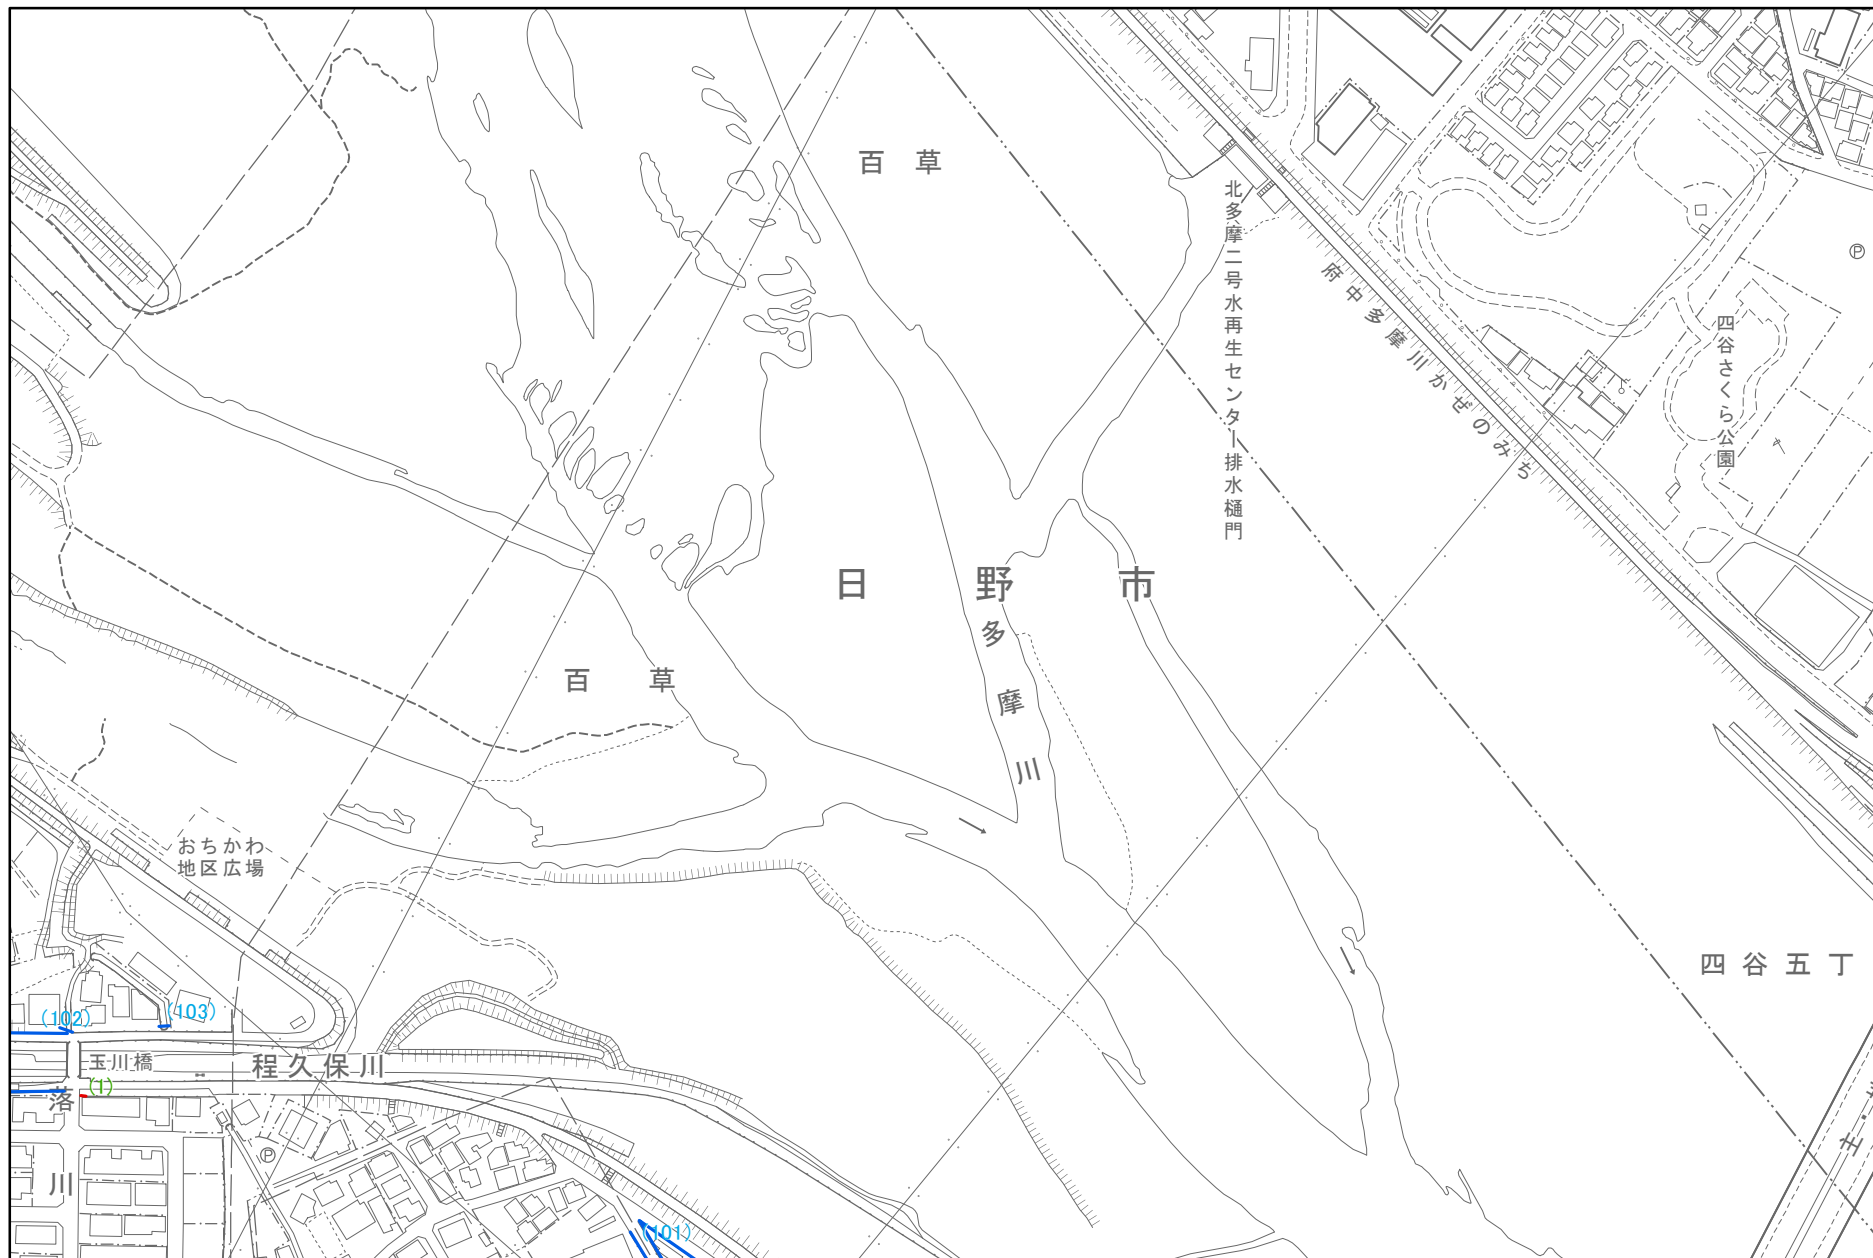 百草
北多摩二号水再生センター排水樋門
府中多摩川かぜのみち
四谷さくら公園
Ⓟ
日野市
多摩川
百草
おちかわ
地区広場
四谷五丁
(102)
(103)
玉川橋
程久保川
(1)
落川
Ⓟ
(101)
主